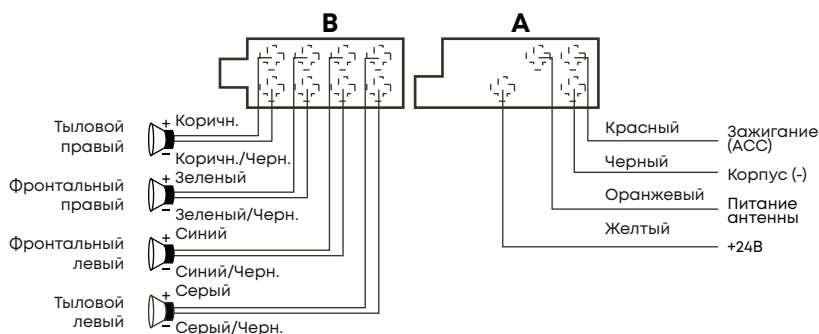 B
A
Тыловой
правый
+ Коричн.
− Коричн./Черн.
Фронтальный
правый
+ Зеленый
− Зеленый/Черн.
Фронтальный
левый
+ Синий
− Синий/Черн.
Тыловой
левый
+ Серый
− Серый/Черн.
Красный
Зажигание
(ACC)
Черный
Корпус (-)
Оранжевый
Питание
антенны
Желтый
+24В